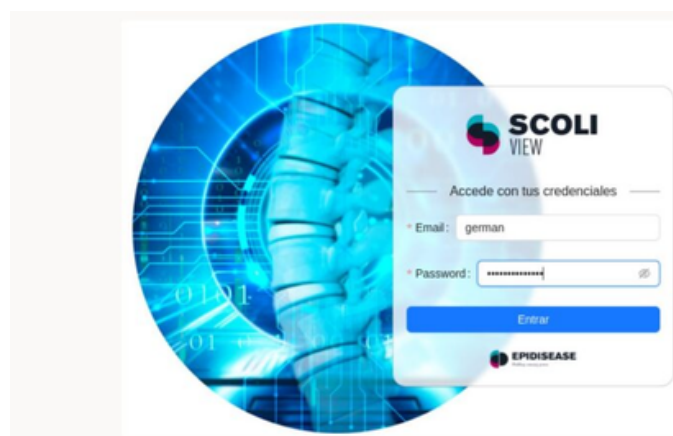 SCOLI
VIEW
Accede con tus credenciales
* Email :
german
* Password :
••••••••••••••
Entrar
EPIDISEASE
0101
01